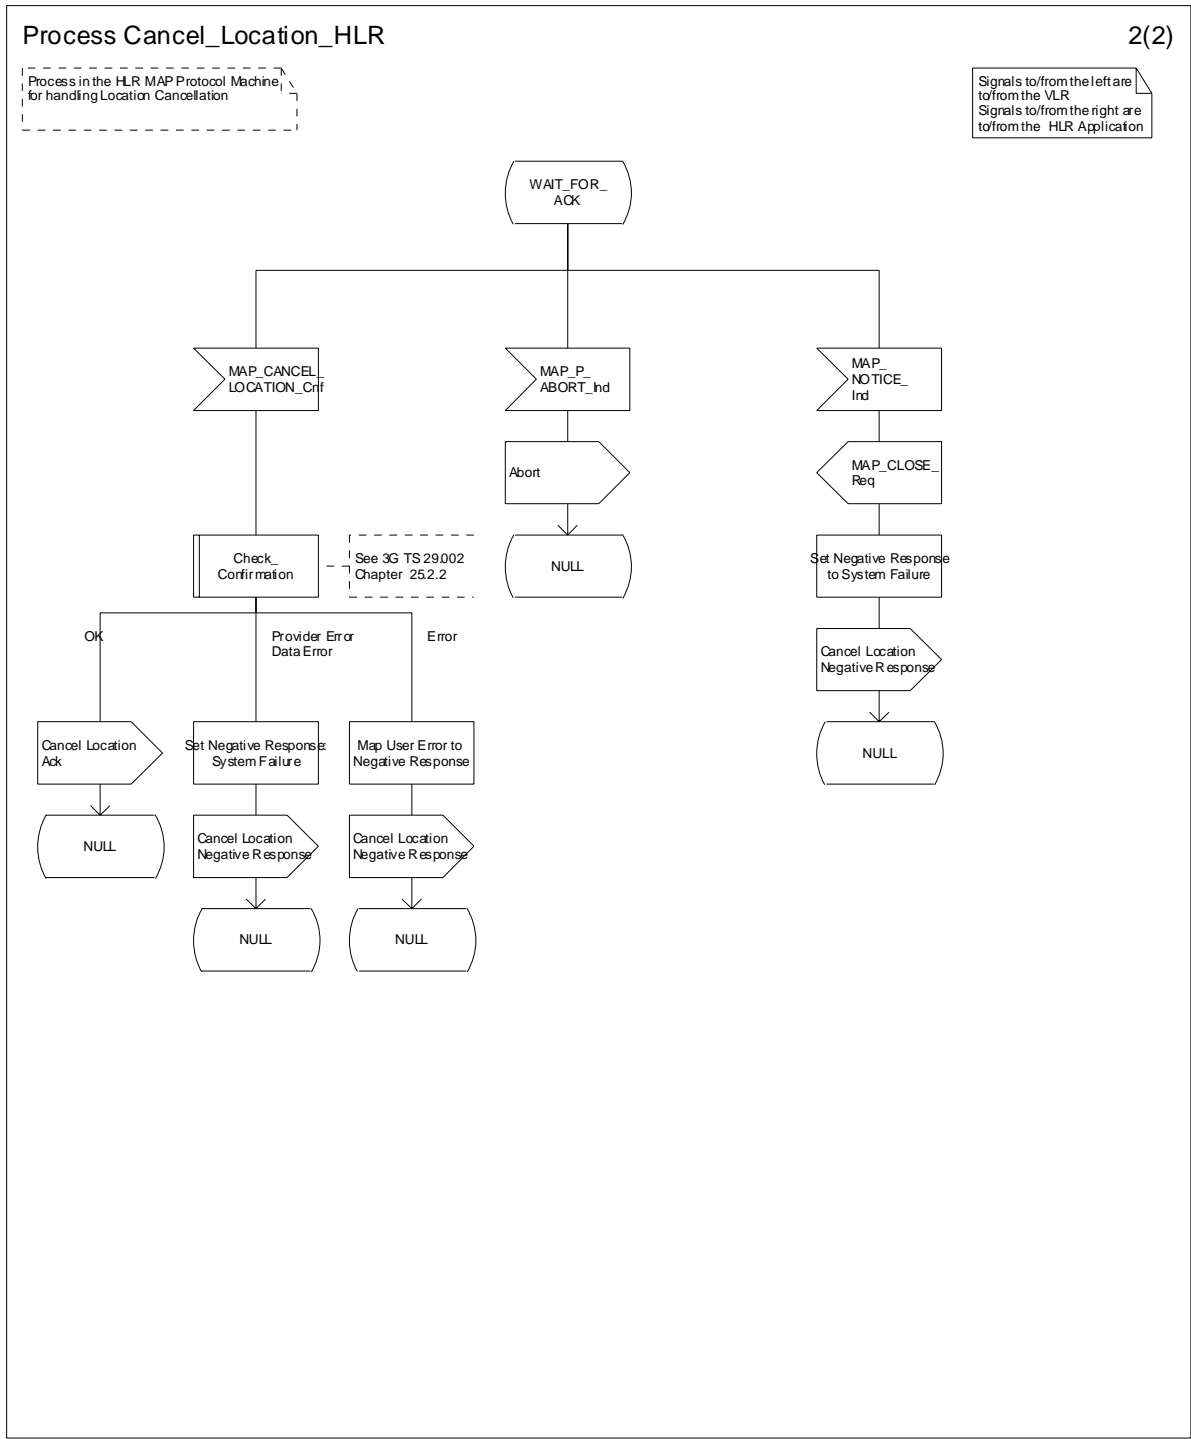 Process Cancel_Location_HLR
2(2)
Process in the HLR MAP Protocol Machine
for handling Location Cancellation
Signals to/from the left are
to/from the VLR
Signals to/from the right are
to/from the HLR Application
WAIT_FOR_
ACK
MAP_CANCEL_
LOCATION_Cnf
MAP_P_
ABORT_Ind
MAP_
NOTICE_
Ind
Abort
MAP_CLOSE_
Req
Check_
Confirmation
See 3G TS 29.002
Chapter 25.2.2
NULL
Set Negative Response
to System Failure
OK
Provider Error
Data Error
Error
Cancel Location
Negative Response
Cancel Location
Ack
Set Negative Response:
System Failure
Map User Error to
Negative Response
NULL
NULL
Cancel Location
Negative Response
Cancel Location
Negative Response
NULL
NULL